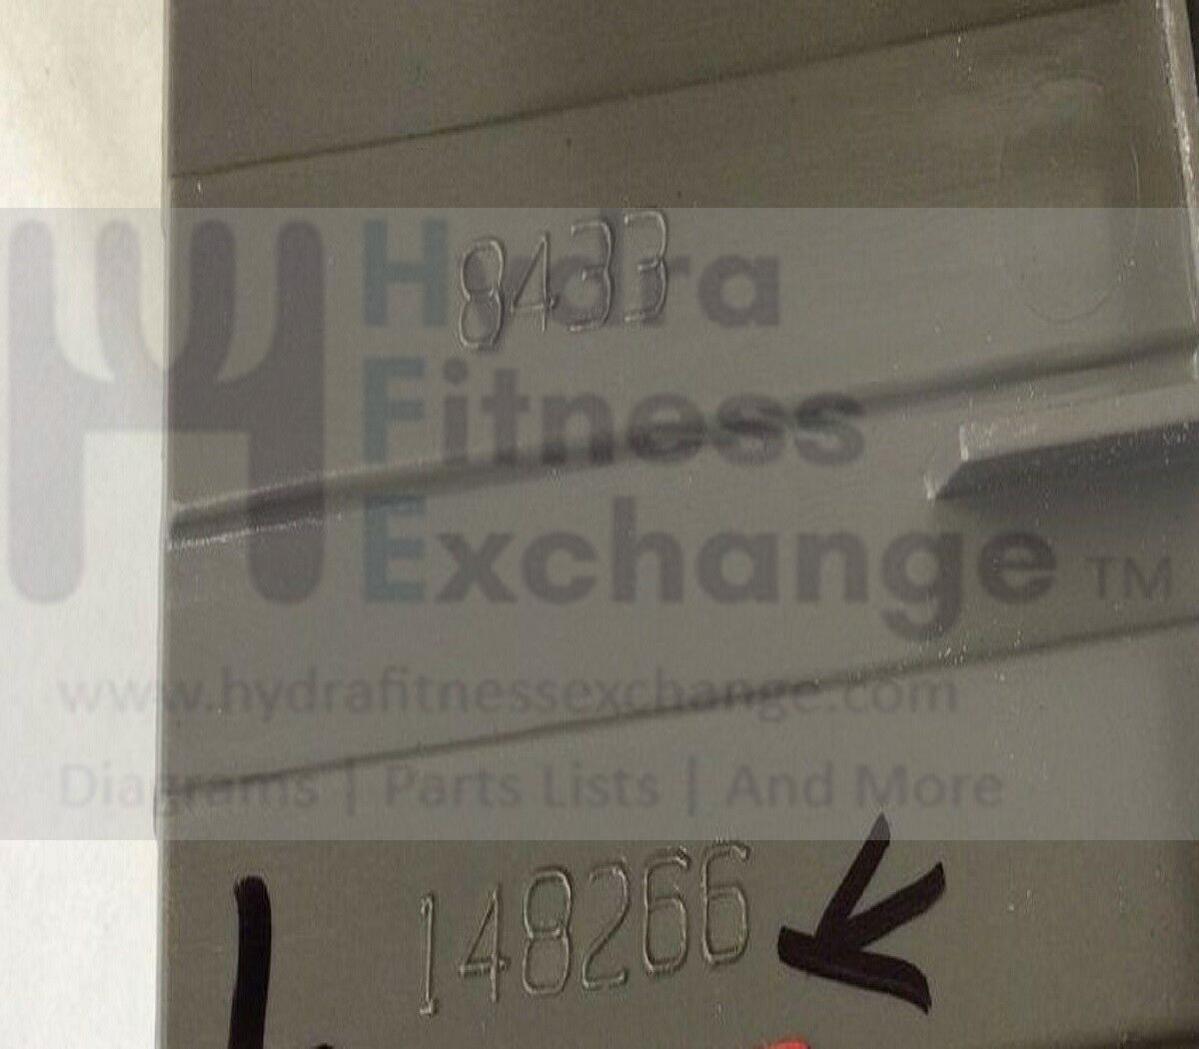 8433
Hydra
Fitness
Exchange TM
www.hydrafitnessexchange.com
Diagrams | Parts Lists | And More
148266